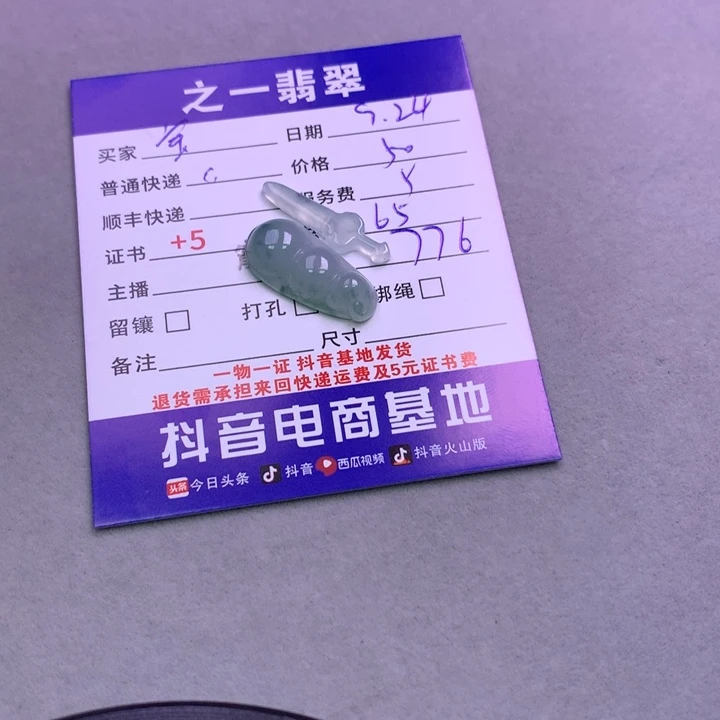 之一翡翠
买家 日期 9.24
普通快递 价格 50
顺丰快递 服务费 5
证书 +5 65
776
主播 绑绳
留镶 打孔
备注 尺寸
一物一证 抖音基地发货
退货需承担来回快递运费及5元证书费
抖音电商基地
头条 今日头条 抖音 西瓜视频 抖音火山版